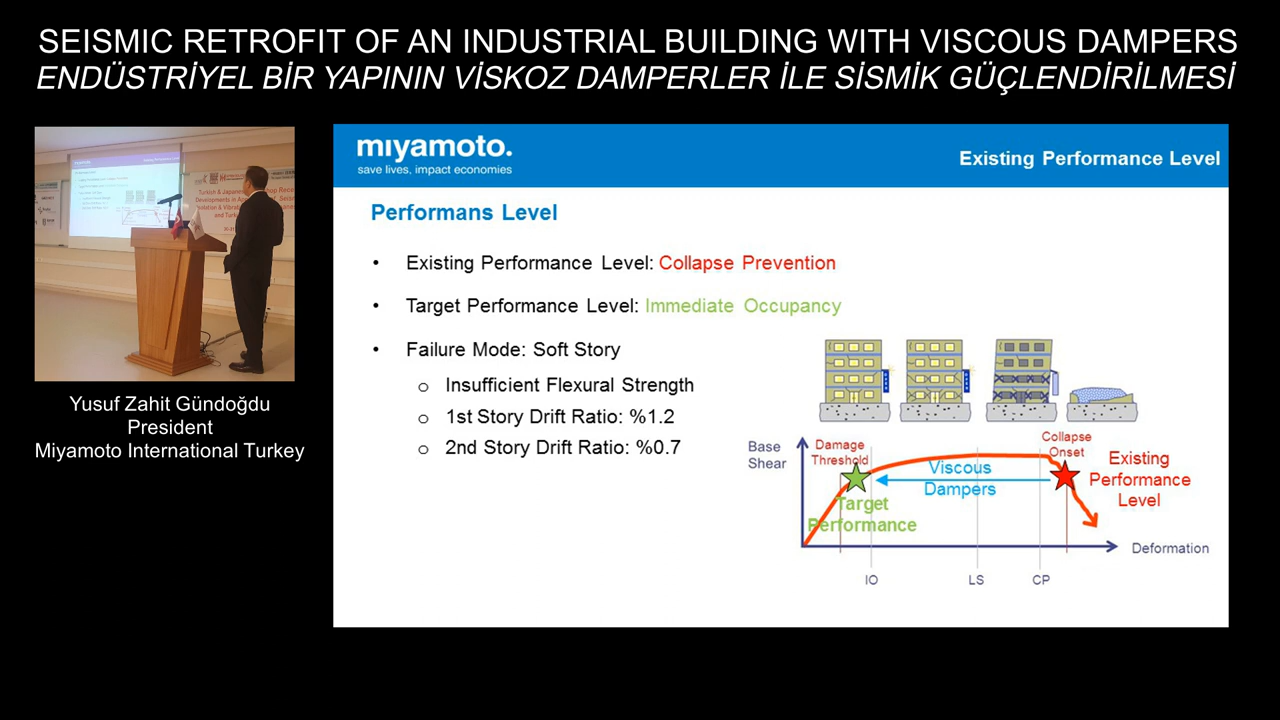 SEISMIC RETROFIT OF AN INDUSTRIAL BUILDING WITH VISCOUS DAMPERS
ENDÜSTRİYEL BİR YAPININ VİSKOZ DAMPERLER İLE SİSMİK GÜÇLENDİRİLMESİ
Yusuf Zahit Gündoğdu
President
Miyamoto International Turkey
mıyamoto.
save lives, impact economies
Existing Performance Level
Performans Level
• Existing Performance Level: Collapse Prevention
• Target Performance Level: Immediate Occupancy
• Failure Mode: Soft Story
o Insufficient Flexural Strength
o 1st Story Drift Ratio: %1.2
o 2nd Story Drift Ratio: %0.7
Base
Shear
Damage
Threshold
Collapse
Onset
Viscous
Dampers
Existing
Performance
Level
Target
Performance
Deformation
IO
LS
CP